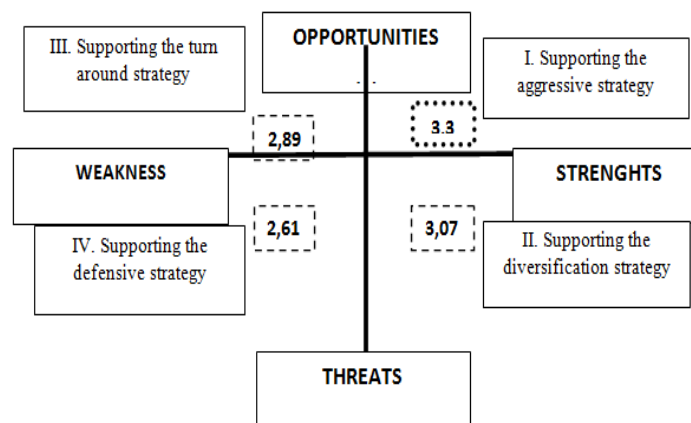 OPPORTUNITIES
...
III. Supporting the turn
around strategy
I. Supporting the
aggressive strategy
2,89
3.3
WEAKNESS
STRENGHTS
IV. Supporting the
defensive strategy
2,61
3,07
II. Supporting the
diversification strategy
THREATS